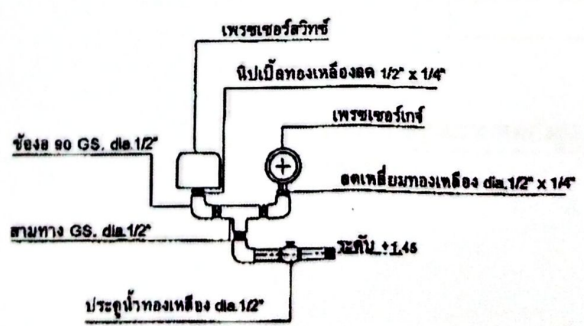 เพรชเชอร์สวิทซ์
นิปเปิ้ลทองเหลืองลด 1/2" x 1/4"
เพรชเชอร์เกจ์
ข้องอ 90 GS. dia.1/2"
ลดเหลี่ยมทองเหลือง dia.1/2" x 1/4"
สามทาง GS. dia.1/2"
ระดับ +1.45
ประตูน้ำทองเหลือง dia.1/2"